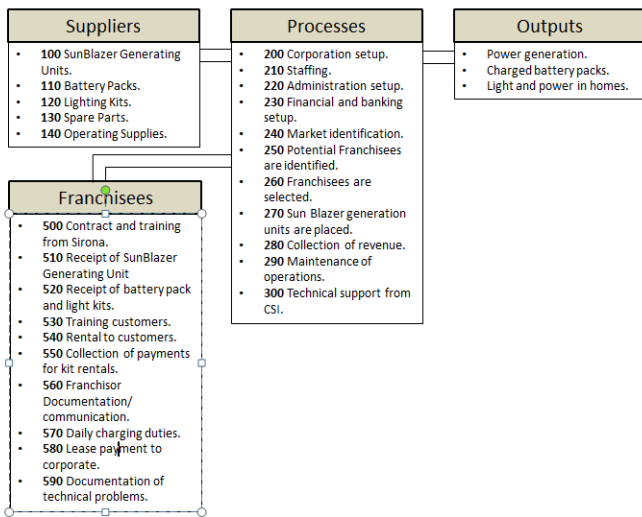 Suppliers
• 100 SunBlazer Generating
Units.
• 110 Battery Packs.
• 120 Lighting Kits.
• 130 Spare Parts.
• 140 Operating Supplies.
Processes
• 200 Corporation setup.
• 210 Staffing.
• 220 Administration setup.
• 230 Financial and banking
setup.
• 240 Market identification.
• 250 Potential Franchisees
are identified.
• 260 Franchisees are
selected.
• 270 Sun Blazer generation
units are placed.
• 280 Collection of revenue.
• 290 Maintenance of
operations.
• 300 Technical support from
CSI.
Outputs
• Power generation.
• Charged battery packs.
• Light and power in homes.
Franchisees
• 500 Contract and training
from Sirona.
• 510 Receipt of SunBlazer
Generating Unit
• 520 Receipt of battery pack
and light kits.
• 530 Training customers.
• 540 Rental to customers.
• 550 Collection of payments
for kit rentals.
• 560 Franchisor
Documentation/
communication.
• 570 Daily charging duties.
• 580 Lease payment to
corporate.
• 590 Documentation of
technical problems.